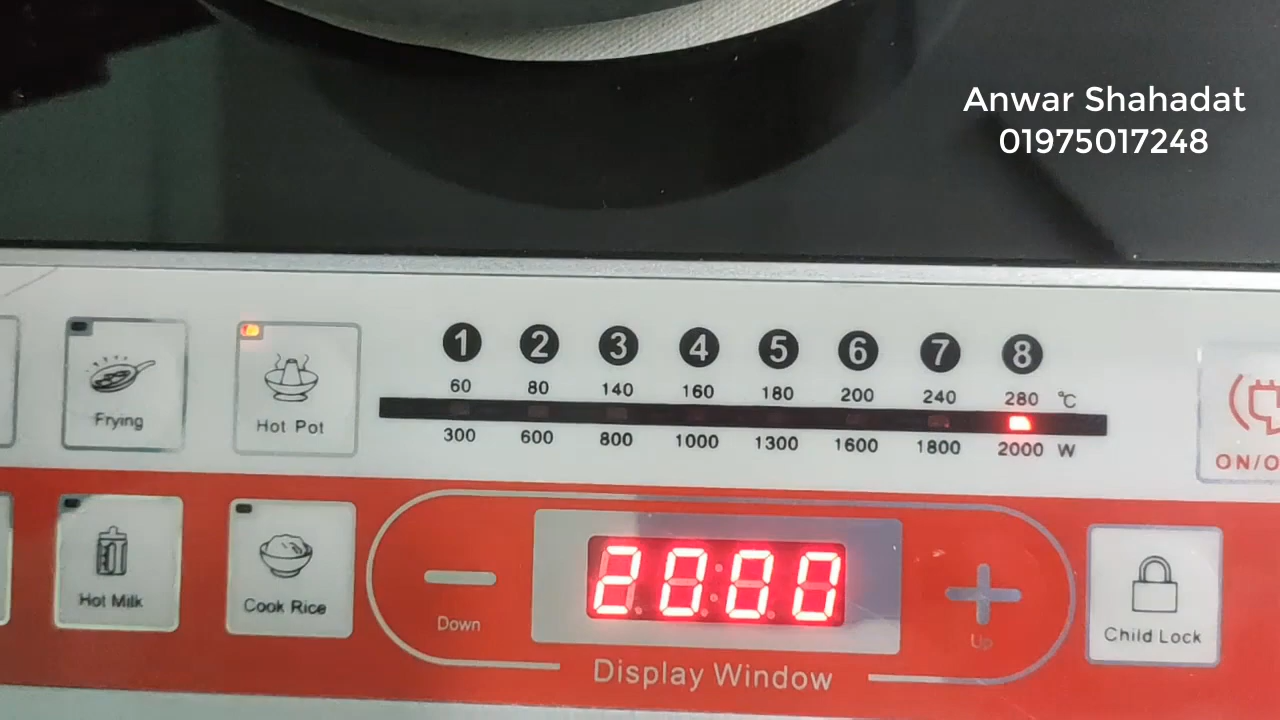 Anwar Shahadat
01975017248
1 2 3 4 5 6 7 8
60 80 140 160 180 200 240 280 °C
300 600 800 1000 1300 1600 1800 2000 W
Frying
Hot Pot
ON/O
Hot Milk
Cook Rice
Down
2000
Up
Child Lock
Display Window